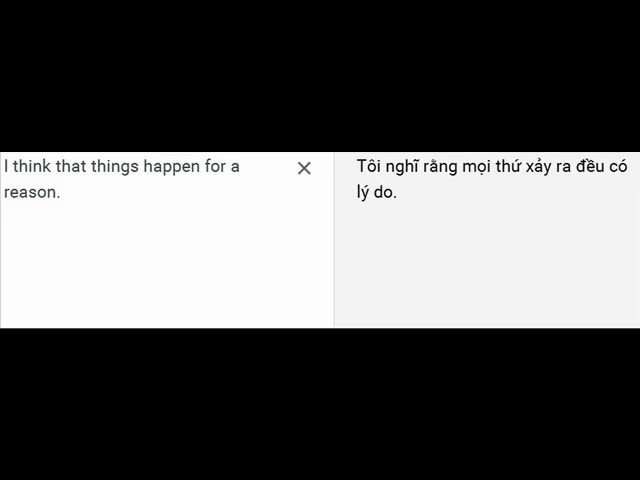 I think that things happen for a
reason.
Tôi nghĩ rằng mọi thứ xảy ra đều có
lý do.